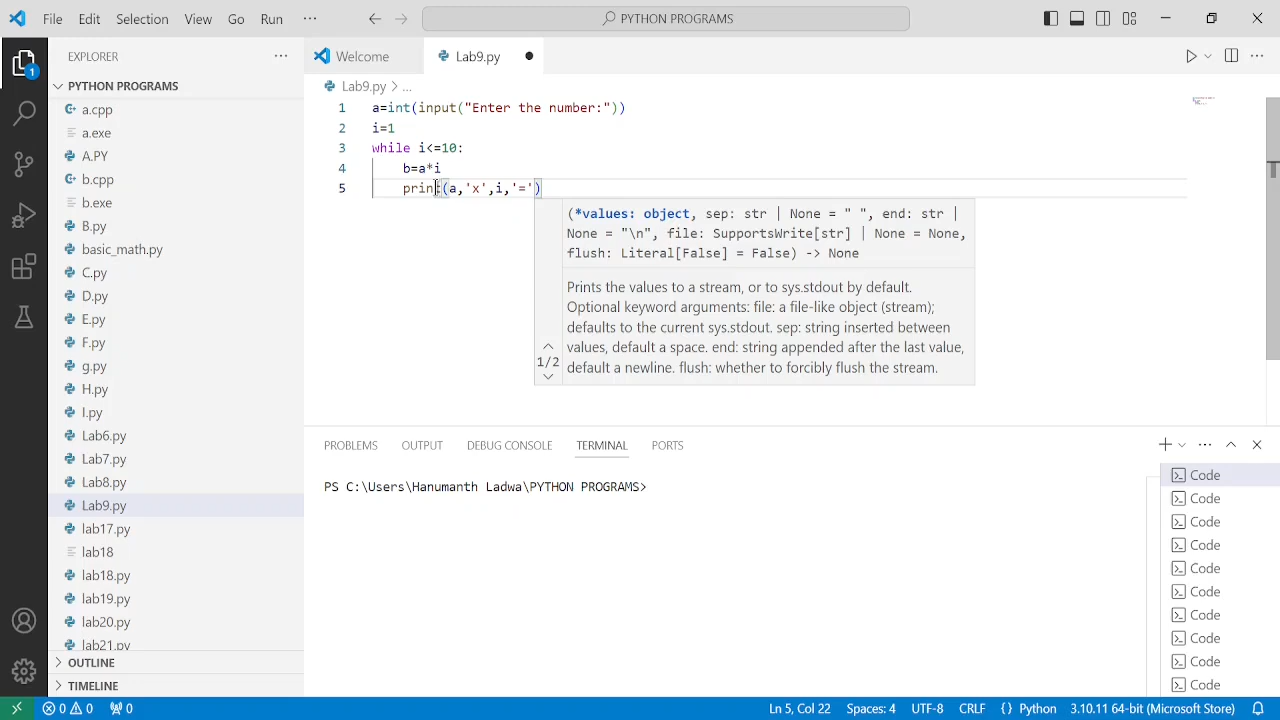 File Edit Selection View Go Run ··· PYTHON PROGRAMS
EXPLORER ···
PYTHON PROGRAMS
a.cpp
a.exe
A.PY
b.cpp
b.exe
B.py
basic_math.py
C.py
D.py
E.py
F.py
g.py
H.py
I.py
Lab6.py
Lab7.py
Lab8.py
Lab9.py
lab17.py
lab18
lab18.py
lab19.py
lab20.py
lab21.py
OUTLINE
TIMELINE
1
Welcome Lab9.py
Lab9.py > ...
1 a=int(input("Enter the number:"))
2 i=1
3 while i<=10:
4 b=a*i
5 print(a,'x',i,'=')
(*values: object, sep: str | None = " ", end: str |
None = "\n", file: SupportsWrite[str] | None = None,
flush: Literal[False] = False) -> None
Prints the values to a stream, or to sys.stdout by default.
Optional keyword arguments: file: a file-like object (stream);
defaults to the current sys.stdout. sep: string inserted between
values, default a space. end: string appended after the last value,
default a newline. flush: whether to forcibly flush the stream.
1/2
PROBLEMS OUTPUT DEBUG CONSOLE TERMINAL PORTS
PS C:\Users\Hanumanth Ladwa\PYTHON PROGRAMS>
Code
Code
Code
Code
Code
Code
Code
Code
Code
Code
0 0 0 Ln 5, Col 22 Spaces: 4 UTF-8 CRLF {} Python 3.10.11 64-bit (Microsoft Store)